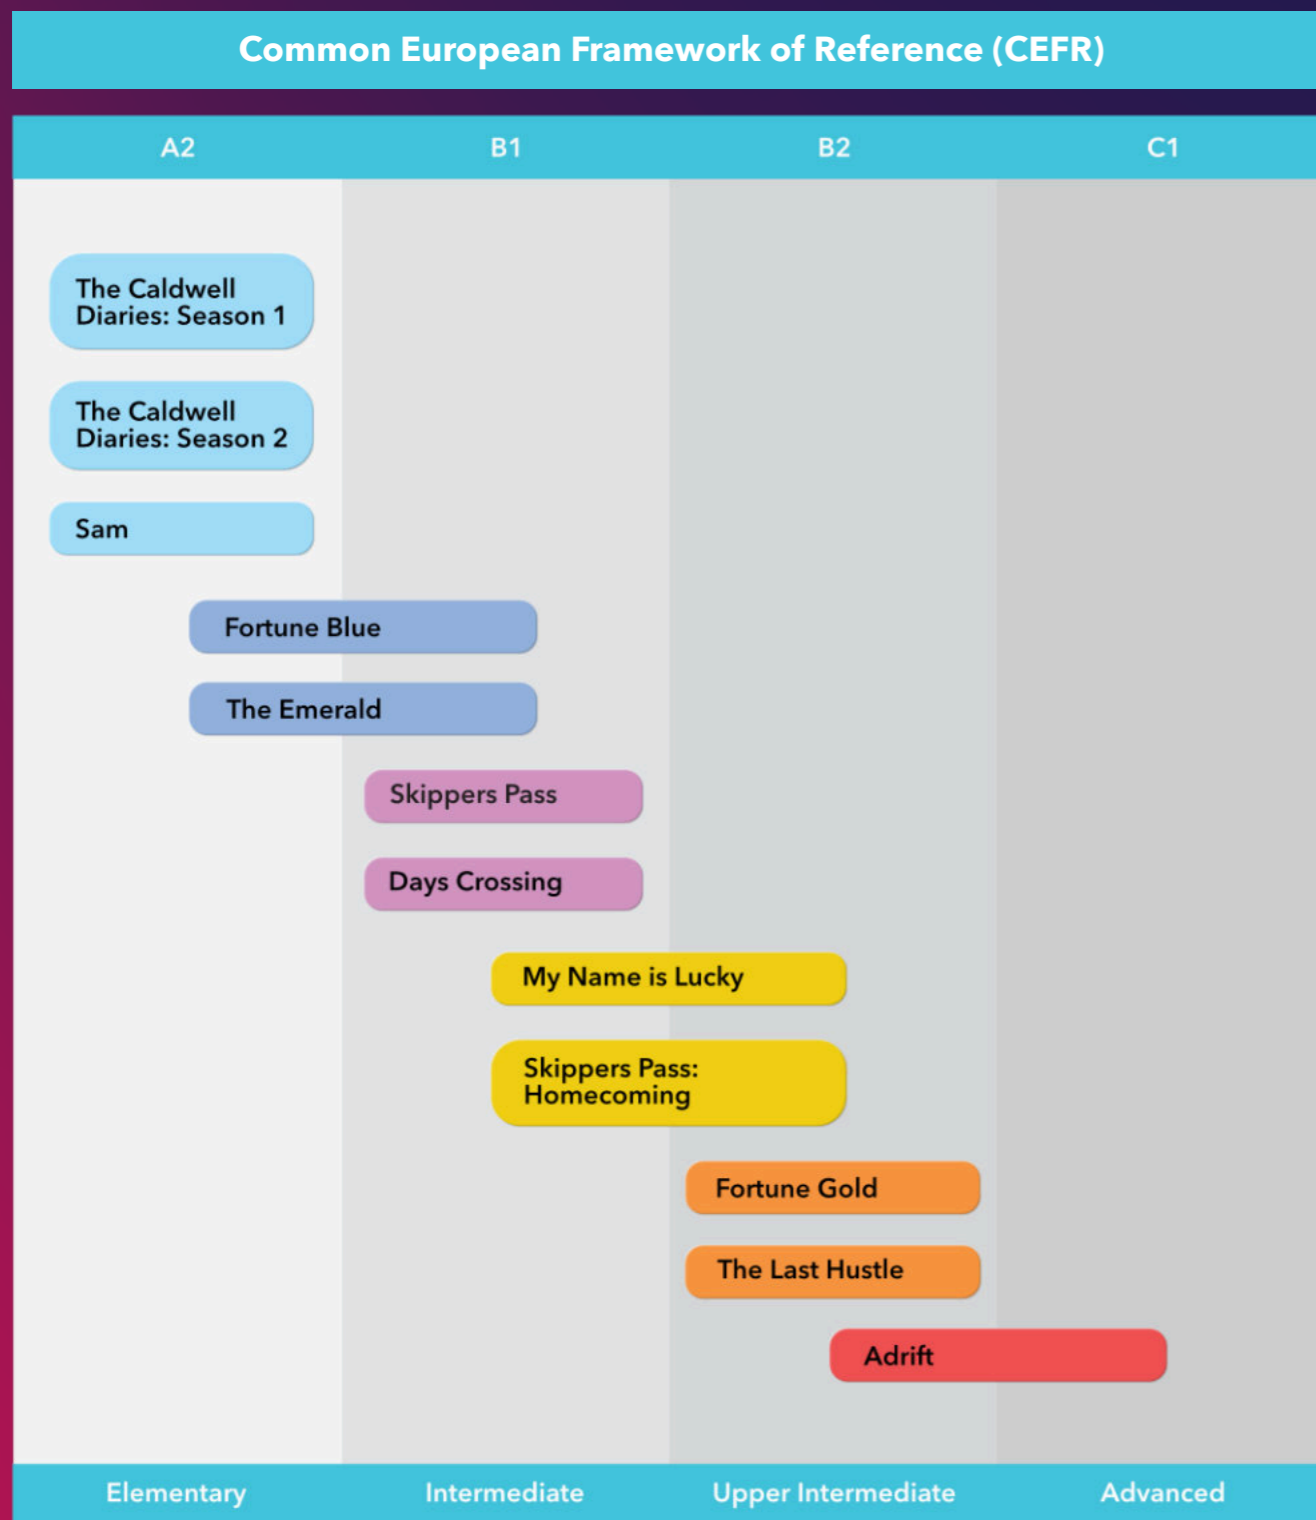 Common European Framework of Reference (CEFR)
A2 B1 B2 C1
The Caldwell
Diaries: Season 1
The Caldwell
Diaries: Season 2
Sam
Fortune Blue
The Emerald
Skippers Pass
Days Crossing
My Name is Lucky
Skippers Pass:
Homecoming
Fortune Gold
The Last Hustle
Adrift
Elementary Intermediate Upper Intermediate Advanced